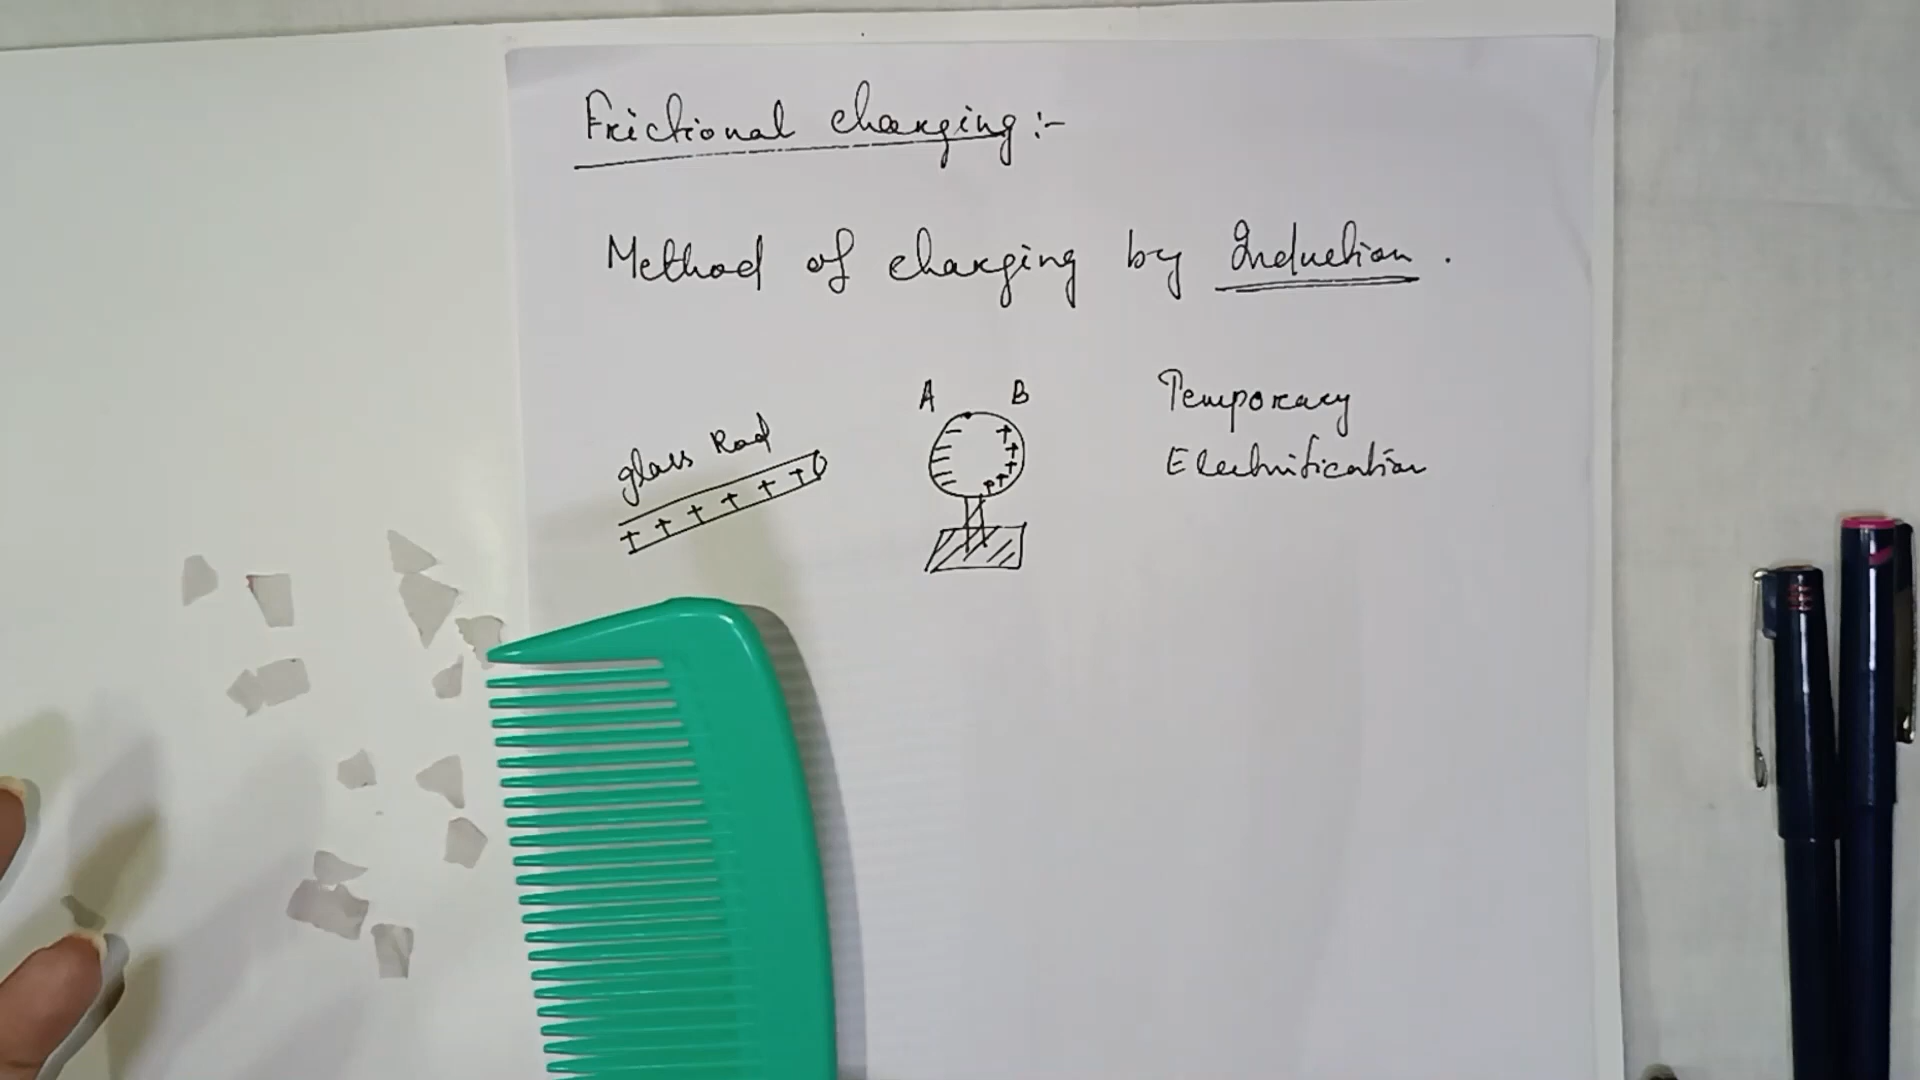 Frictional charging :-
Method of charging by Induction .
A B
glass Rod
+ + + + + +
Temporary
Electrification